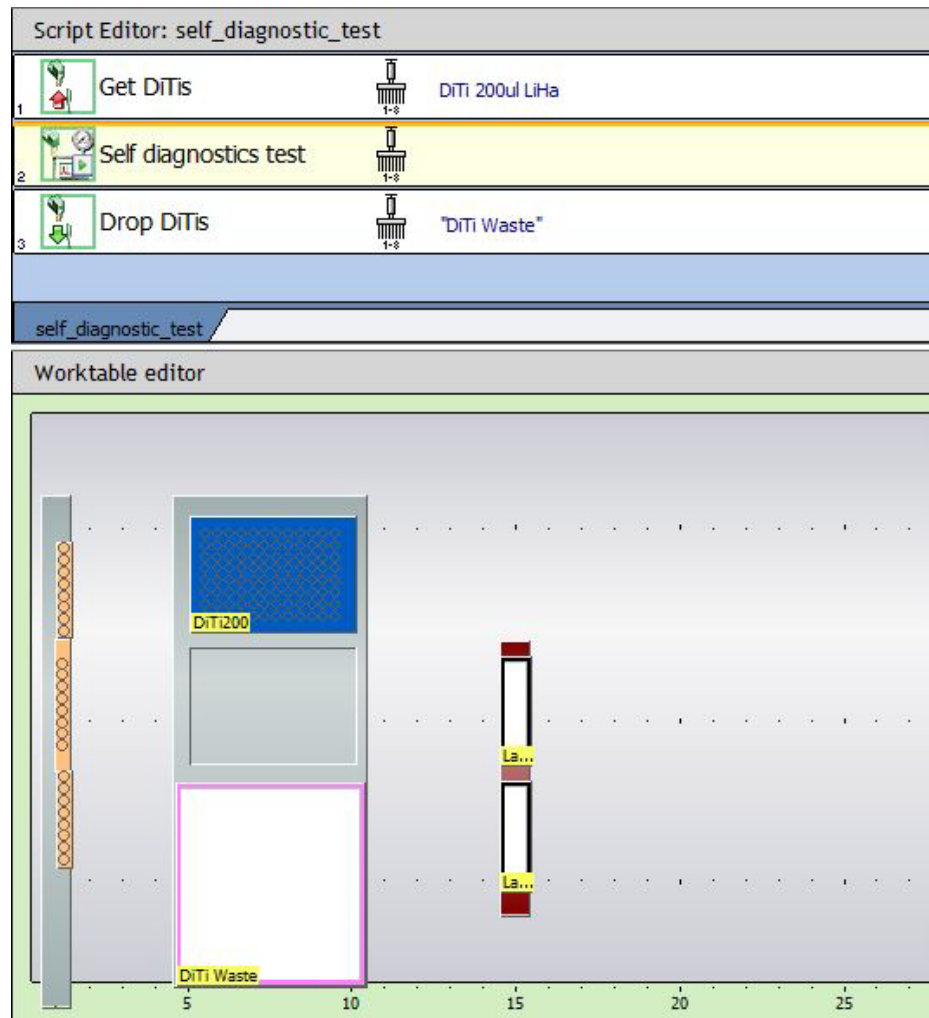 Script Editor: self_diagnostic_test
1 Get DiTis 1-8 DiTi 200ul LiHa
2 Self diagnostics test 1-8
3 Drop DiTis 1-8 "DiTi Waste"
self_diagnostic_test
Worktable editor
DiTi200
La...
La...
DiTi Waste
5 10 15 20 25